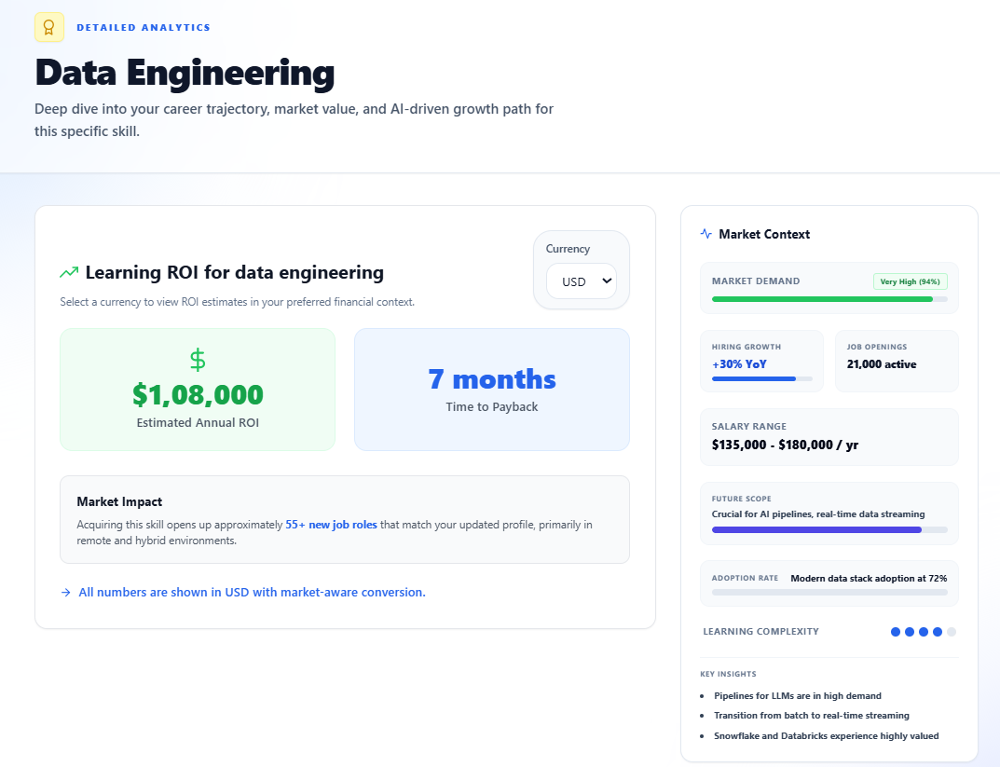 DETAILED ANALYTICS
Data Engineering
Deep dive into your career trajectory, market value, and AI-driven growth path for
this specific skill.
Learning ROI for data engineering
Select a currency to view ROI estimates in your preferred financial context.
Currency
USD
$
$1,08,000
Estimated Annual ROI
7 months
Time to Payback
Market Impact
Acquiring this skill opens up approximately 55+ new job roles that match your updated profile, primarily in
remote and hybrid environments.
→ All numbers are shown in USD with market-aware conversion.
Market Context
MARKET DEMAND
Very High (94%)
HIRING GROWTH
+30% YoY
JOB OPENINGS
21,000 active
SALARY RANGE
$135,000 - $180,000 / yr
FUTURE SCOPE
Crucial for AI pipelines, real-time data streaming
ADOPTION RATE
Modern data stack adoption at 72%
LEARNING COMPLEXITY
KEY INSIGHTS
• Pipelines for LLMs are in high demand
• Transition from batch to real-time streaming
• Snowflake and Databricks experience highly valued